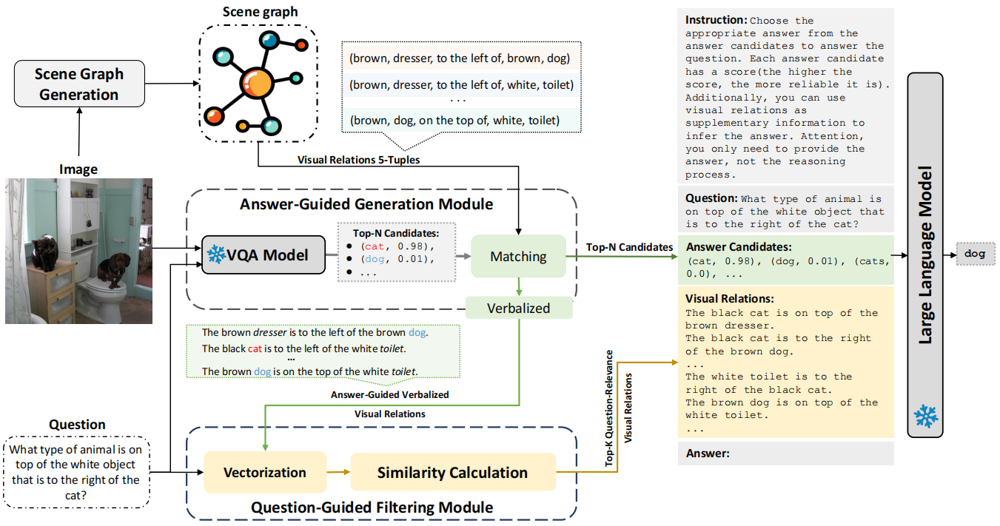 Scene graph
Scene Graph
Generation
(brown, dresser, to the left of, brown, dog)
(brown, dresser, to the left of, white, toilet)
...
(brown, dog, on the top of, white, toilet)
Visual Relations 5-Tuples
Image
Answer-Guided Generation Module
VQA Model
Top-N Candidates:
• (cat, 0.98),
• (dog, 0.01),
• ...
Matching
Verbalized
Top-N Candidates
The brown dresser is to the left of the brown dog.
The black cat is to the left of the white toilet.
...
The brown dog is on the top of the white toilet.
Answer-Guided Verbalized
Visual Relations
Question
What type of animal is on
top of the white object
that is to the right of the
cat?
Vectorization
Similarity Calculation
Question-Guided Filtering Module
Top-K Question-Relevance
Visual Relations
Instruction: Choose the
appropriate answer from the
answer candidates to answer the
question. Each answer candidate
has a score(the higher the
score, the more reliable it is).
Additionally, you can use
visual relations as
supplementary information to
infer the answer. Attention,
you only need to provide the
answer, not the reasoning
process.
Question: What type of animal is
on top of the white object that
is to the right of the cat?
Answer Candidates:
(cat, 0.98), (dog, 0.01), (cats,
0.0), ...
Visual Relations:
The black cat is on top of the
brown dresser.
The black cat is to the right
of the brown dog.
...
The white toilet is to the
right of the black cat.
The brown dog is on top of the
white toilet.
...
Answer:
Large Language Model
dog